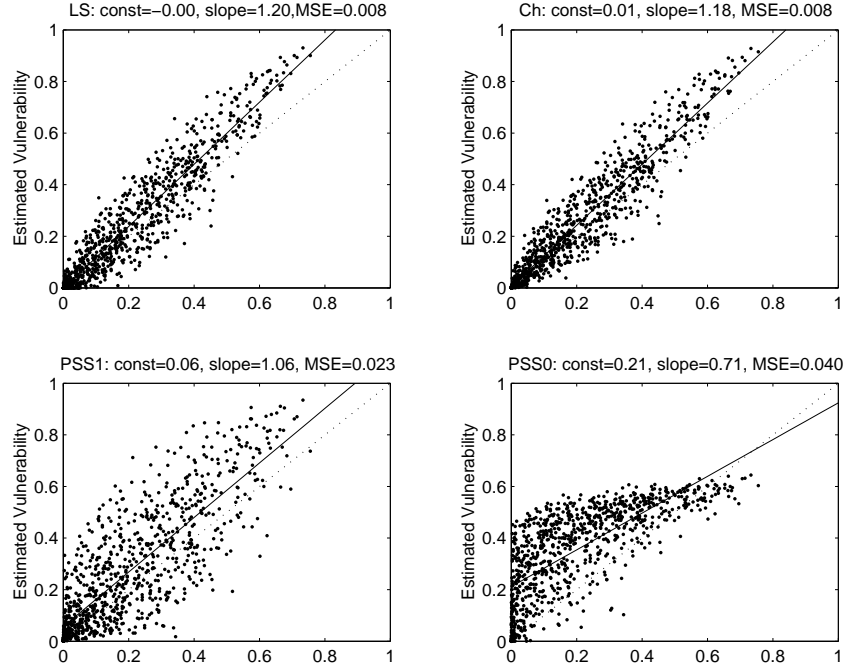 LS: const=−0.00, slope=1.20,MSE=0.008
Ch: const=0.01, slope=1.18, MSE=0.008
1
0.8
0.6
0.4
0.2
0
Estimated Vulnerability
0 0.2 0.4 0.6 0.8 1
1
0.8
0.6
0.4
0.2
0
Estimated Vulnerability
0 0.2 0.4 0.6 0.8 1
PSS1: const=0.06, slope=1.06, MSE=0.023
PSS0: const=0.21, slope=0.71, MSE=0.040
1
0.8
0.6
0.4
0.2
0
Estimated Vulnerability
0 0.2 0.4 0.6 0.8 1
1
0.8
0.6
0.4
0.2
0
Estimated Vulnerability
0 0.2 0.4 0.6 0.8 1